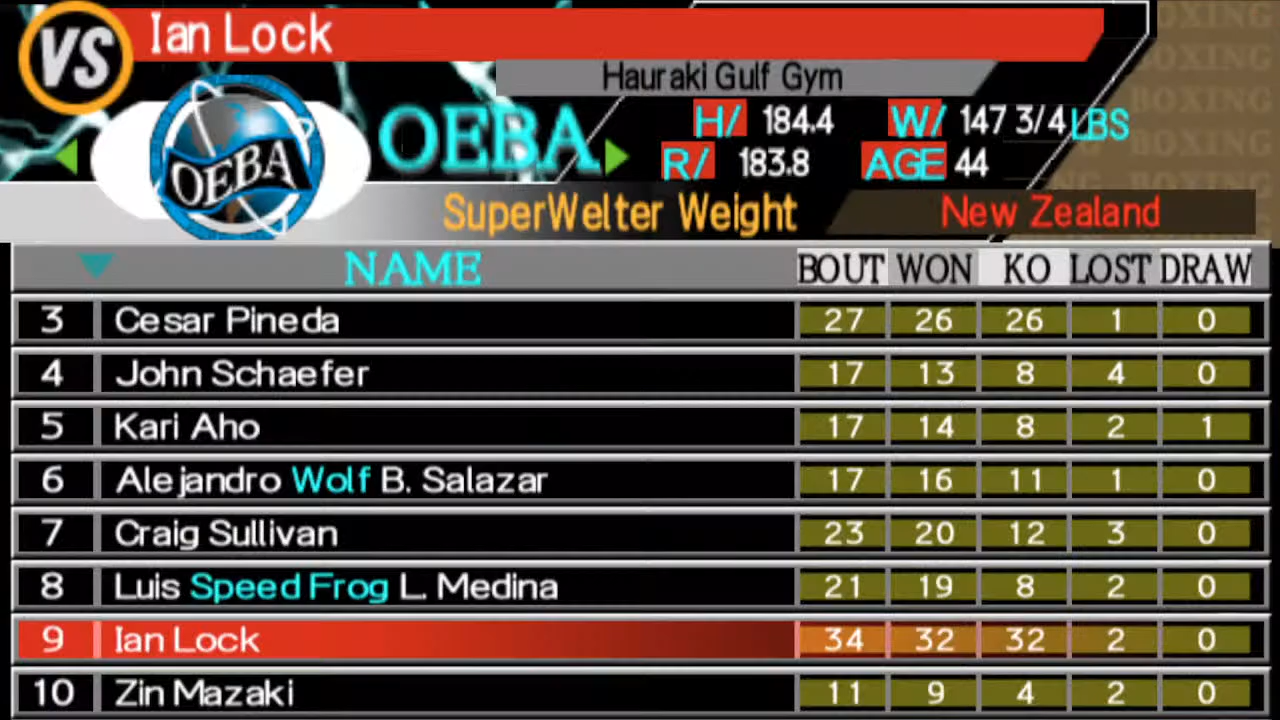 VS Ian Lock
Hauraki Gulf Gym
OEBA OEBA H/ 184.4 W/ 147 3/4 LBS
R/ 183.8 AGE 44
SuperWelter Weight New Zealand
NAME BOUT WON KO LOST DRAW
3 Cesar Pineda 27 26 26 1 0
4 John Schaefer 17 13 8 4 0
5 Kari Aho 17 14 8 2 1
6 Alejandro Wolf B. Salazar 17 16 11 1 0
7 Craig Sullivan 23 20 12 3 0
8 Luis Speed Frog L. Medina 21 19 8 2 0
9 Ian Lock 34 32 32 2 0
10 Zin Mazaki 11 9 4 2 0
BOXING
BOXING
BOXING
BOXING